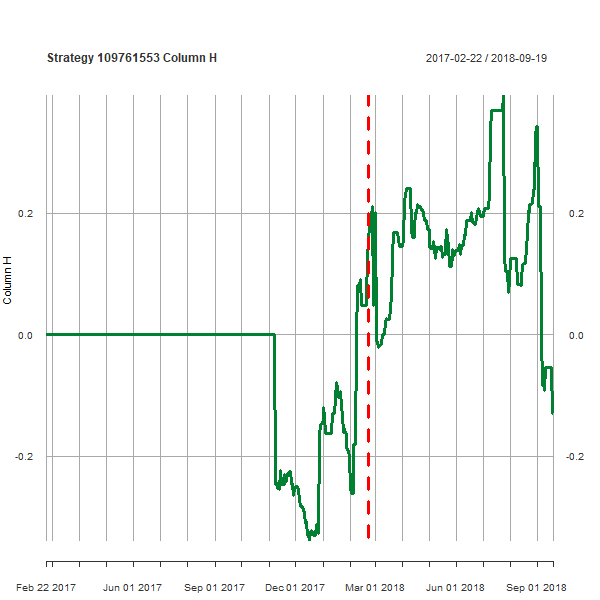 Strategy 109761553 Column H 2017-02-22 / 2018-09-19
0.2 0.2
Column H
0.0 0.0
-0.2 -0.2
Feb 22 2017 Jun 01 2017 Sep 01 2017 Dec 01 2017 Mar 01 2018 Jun 01 2018 Sep 01 2018